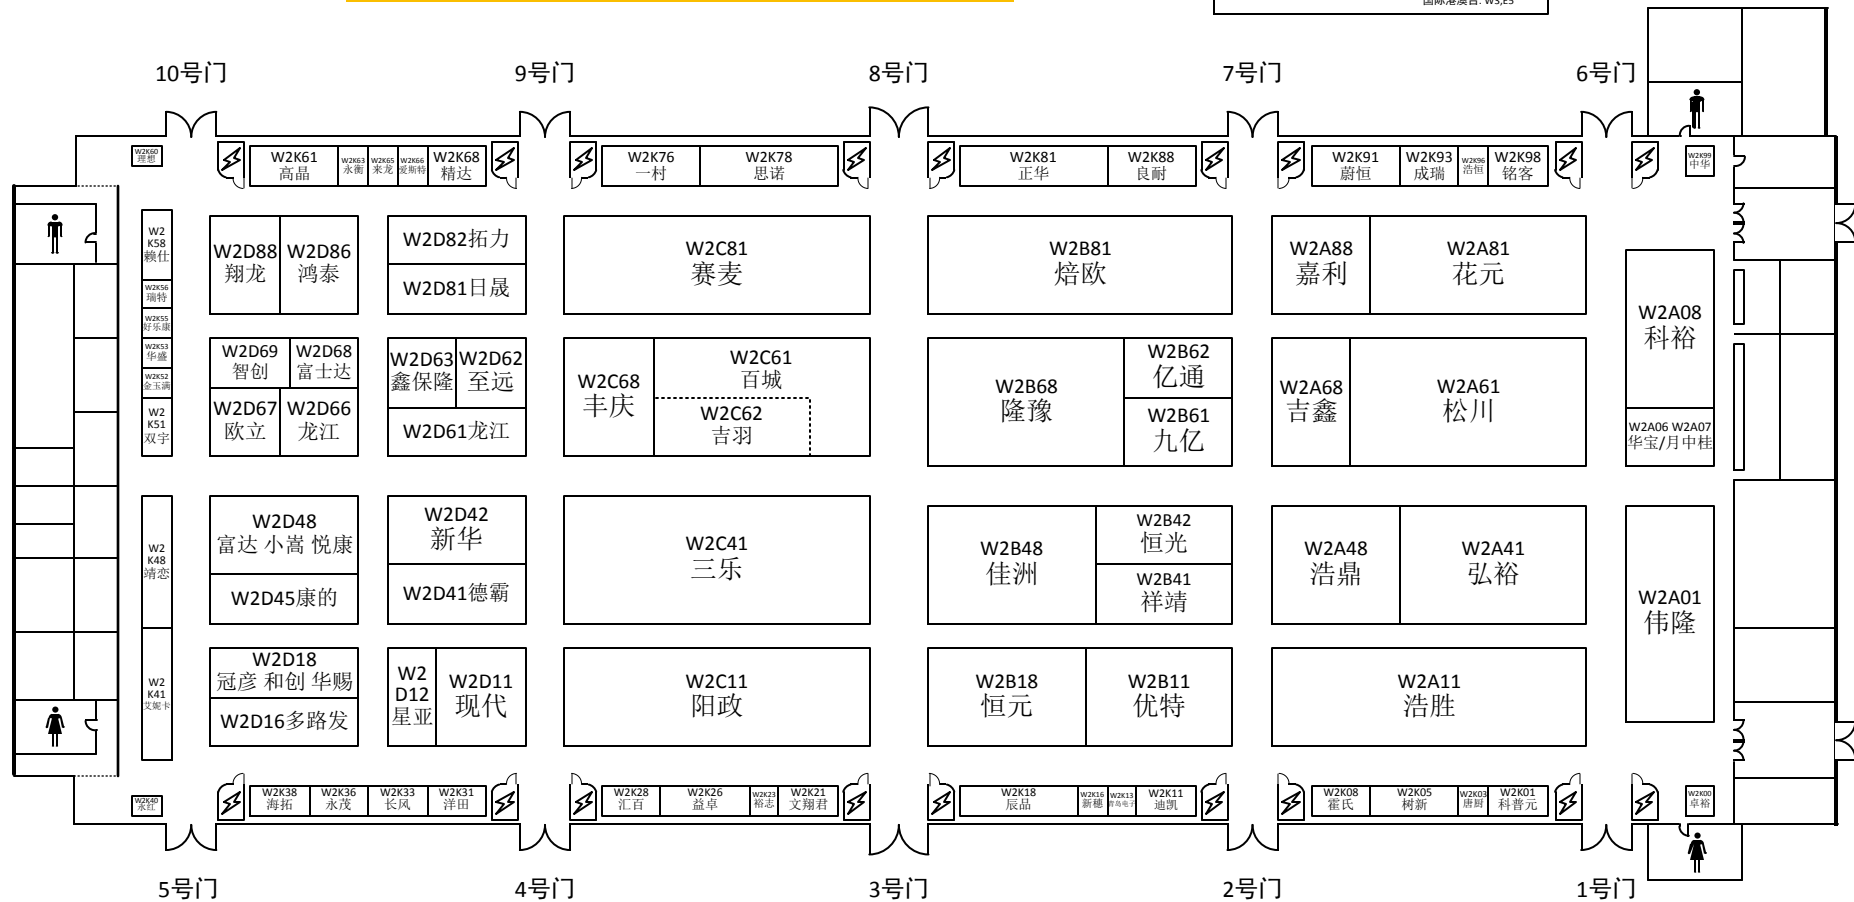 国际港澳台: W3,E5
10号门
9号门
8号门
7号门
6号门
W2K60
理想
W2K61
高晶
W2K63
永衡
W2K65
来龙
W2K66
爱斯特
W2K68
精达
W2K76
一村
W2K78
思诺
W2K81
正华
W2K88
良耐
W2K91
蔚恒
W2K93
成瑞
W2K96
浩恒
W2K98
铭客
W2K99
中华
W2
K58
赖仕
W2K56
瑞特
W2K55
好乐康
W2K53
华盛
W2K52
金玉满
W2
K51
双宇
W2D88
翔龙
W2D86
鸿泰
W2D82拓力
W2D81日晟
W2C81
赛麦
W2B81
焙欧
W2A88
嘉利
W2A81
花元
W2A08
科裕
W2D69
智创
W2D68
富士达
W2D67
欧立
W2D66
龙江
W2D63
鑫保隆
W2D62
至远
W2D61龙江
W2C68
丰庆
W2C61
百城
W2C62
吉羽
W2B68
隆豫
W2B62
亿通
W2B61
九亿
W2A68
吉鑫
W2A61
松川
W2A06 W2A07
华宝/月中桂
W2
K48
靖恋
W2D48
富达 小嵩 悦康
W2D45康的
W2D42
新华
W2D41德霸
W2C41
三乐
W2B48
佳洲
W2B42
恒光
W2B41
祥靖
W2A48
浩鼎
W2A41
弘裕
W2A01
伟隆
W2
K41
艾妮卡
W2D18
冠彦 和创 华赐
W2D16多路发
W2
D12
星亚
W2D11
现代
W2C11
阳政
W2B18
恒元
W2B11
优特
W2A11
浩胜
W2K40
永红
W2K38
海拓
W2K36
永茂
W2K33
长风
W2K31
洋田
W2K28
汇百
W2K26
益卓
W2K23
裕志
W2K21
文翔君
W2K18
辰品
W2K16
新穗
W2K13
青岛电子
W2K11
迪凯
W2K08
霍氏
W2K05
树新
W2K03
唐厨
W2K01
科普元
W2K00
卓裕
5号门
4号门
3号门
2号门
1号门